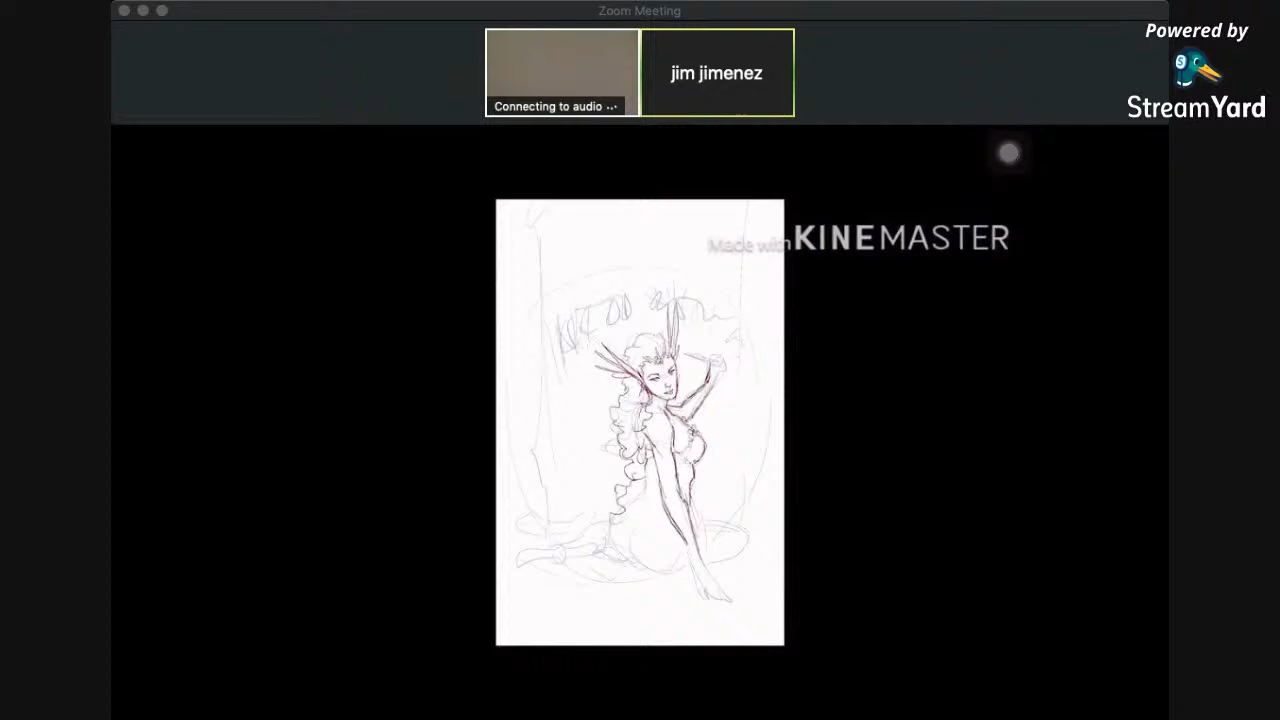 Zoom Meeting
Powered by
StreamYard
jim jimenez
Connecting to audio ...
Made with KINEMASTER